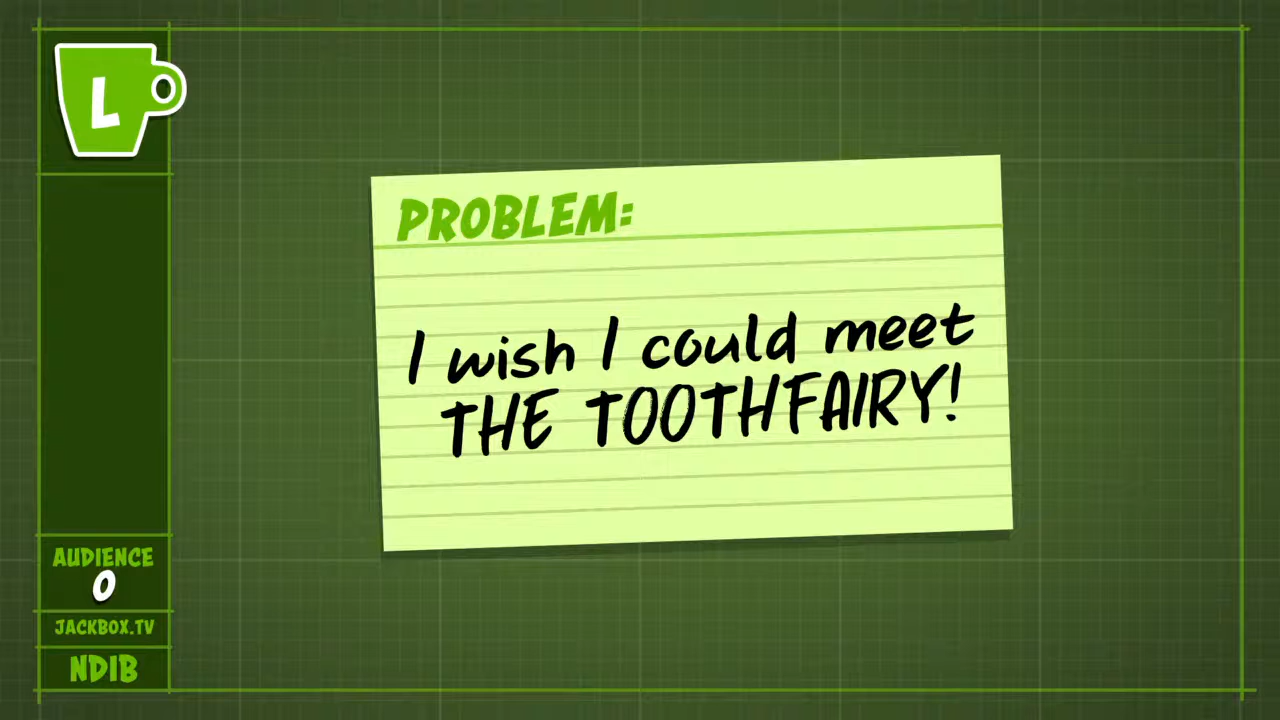 L
PROBLEM:
I wish I could meet
THE TOOTHFAIRY!
AUDIENCE
0
JACKBOX.TV
NDIB